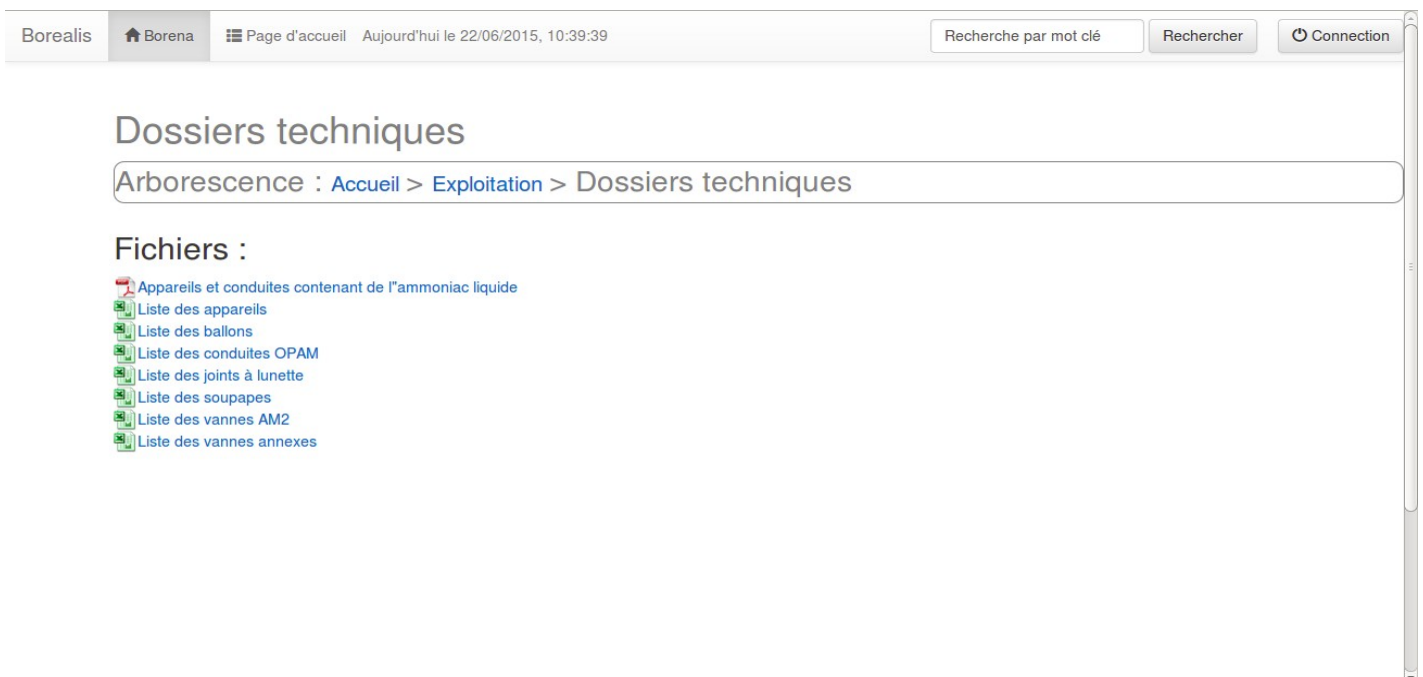 Borealis Borena Page d'accueil Aujourd'hui le 22/06/2015, 10:39:39 Recherche par mot clé Rechercher Connection
Dossiers techniques
Arborescence : Accueil > Exploitation > Dossiers techniques
Fichiers :
Appareils et conduites contenant de l"ammoniac liquide
Liste des appareils
Liste des ballons
Liste des conduites OPAM
Liste des joints à lunette
Liste des soupapes
Liste des vannes AM2
Liste des vannes annexes